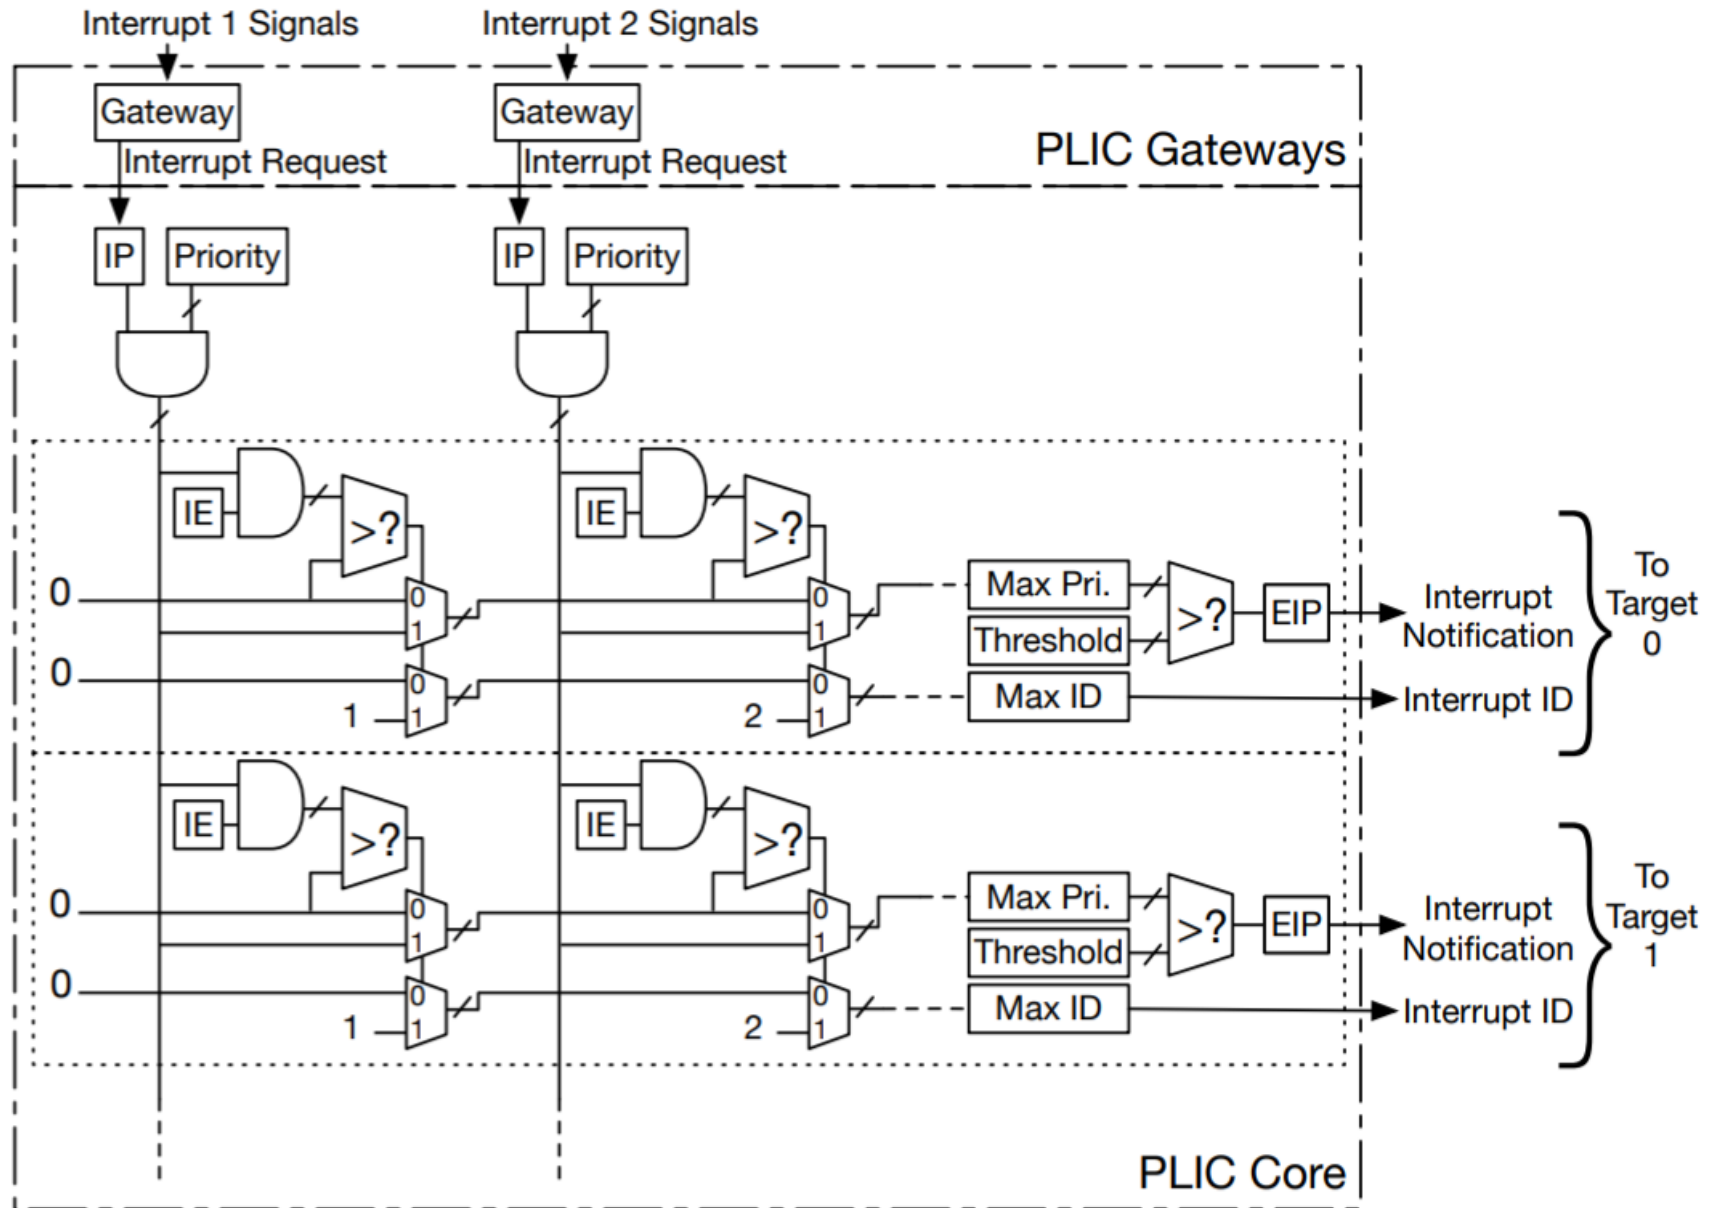 Interrupt 1 Signals
Interrupt 2 Signals
Gateway
Gateway
PLIC Gateways
Interrupt Request
Interrupt Request
IP
Priority
IP
Priority
IE
>?
IE
>?
0
0
1
0
1
0
0
1
1
2
0
1
Max Pri.
Threshold
Max ID
>?
EIP
Interrupt
Notification
Interrupt ID
To
Target
0
IE
>?
IE
>?
0
0
1
0
1
0
0
1
1
2
0
1
Max Pri.
Threshold
Max ID
>?
EIP
Interrupt
Notification
Interrupt ID
To
Target
1
PLIC Core